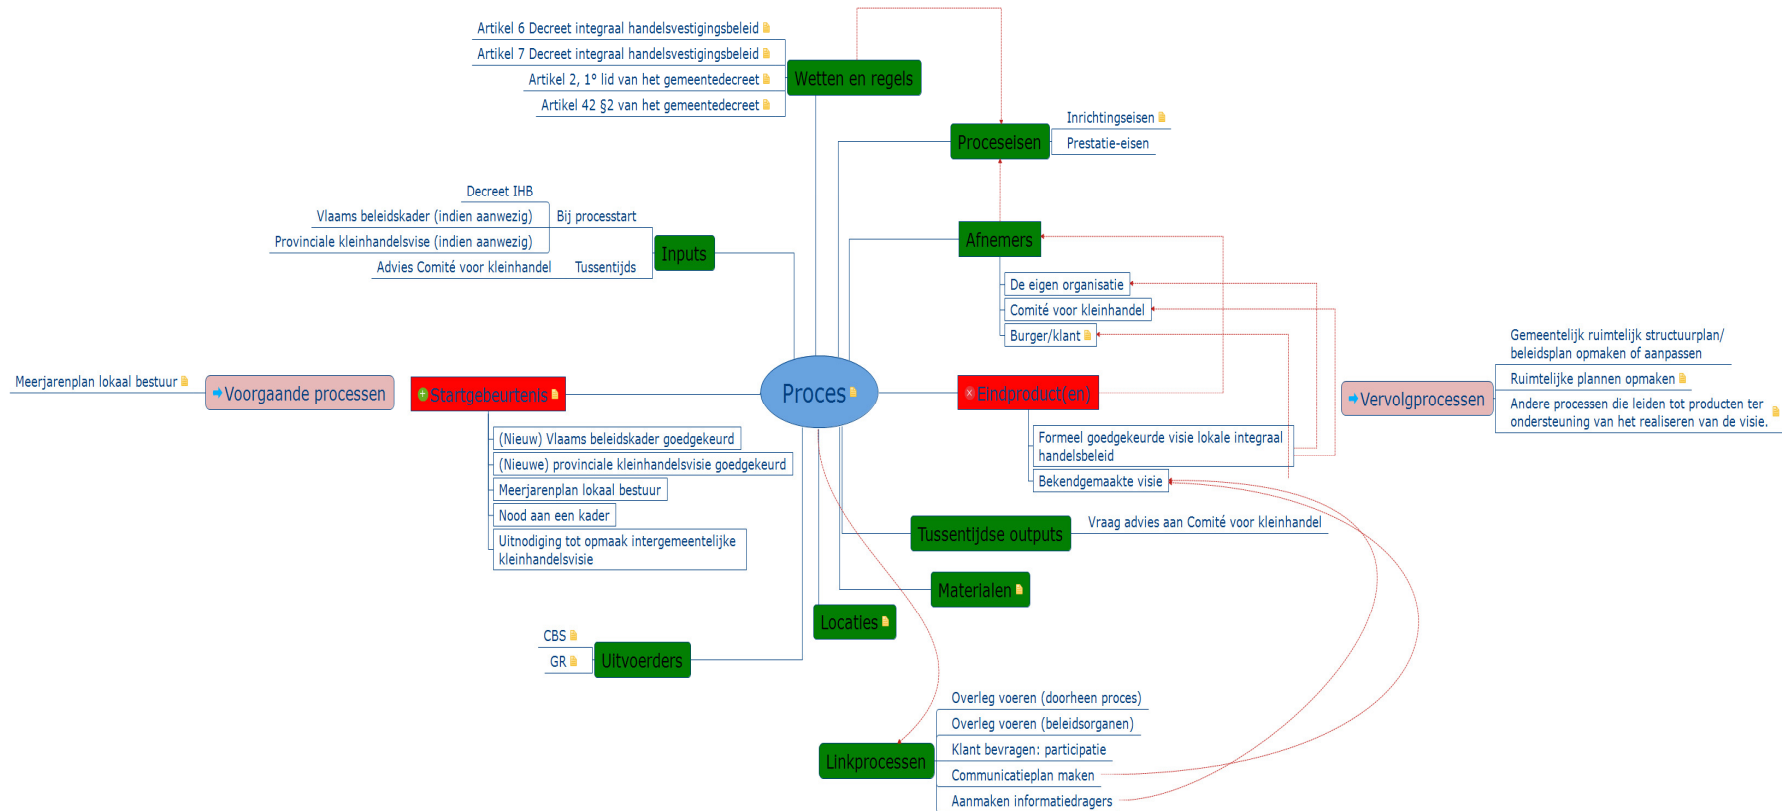 Artikel 6 Decreet integraal handelsvestigingsbeleid
Artikel 7 Decreet integraal handelsvestigingsbeleid
Artikel 2, 1° lid van het gemeentedecreet
Artikel 42 §2 van het gemeentedecreet
Wetten en regels
Proceseisen
Inrichtingseisen
Prestatie-eisen
Decreet IHB
Vlaams beleidskader (indien aanwezig)
Provinciale kleinhandelsvise (indien aanwezig)
Bij processtart
Advies Comité voor kleinhandel
Tussentijds
Inputs
Afnemers
De eigen organisatie
Comité voor kleinhandel
Burger/klant
Meerjarenplan lokaal bestuur
Voorgaande processen
Startgebeurtenis
(Nieuw) Vlaams beleidskader goedgekeurd
(Nieuwe) provinciale kleinhandelsvisie goedgekeurd
Meerjarenplan lokaal bestuur
Nood aan een kader
Uitnodiging tot opmaak intergemeentelijke
kleinhandelsvisie
Proces
Eindproduct(en)
Formeel goedgekeurde visie lokale integraal
handelsbeleid
Bekendgemaakte visie
Vervolgprocessen
Gemeentelijk ruimtelijk structuurplan/
beleidsplan opmaken of aanpassen
Ruimtelijke plannen opmaken
Andere processen die leiden tot producten ter
ondersteuning van het realiseren van de visie.
Tussentijdse outputs
Vraag advies aan Comité voor kleinhandel
Materialen
Locaties
CBS
GR
Uitvoerders
Linkprocessen
Overleg voeren (doorheen proces)
Overleg voeren (beleidsorganen)
Klant bevragen: participatie
Communicatieplan maken
Aanmaken informatiedragers